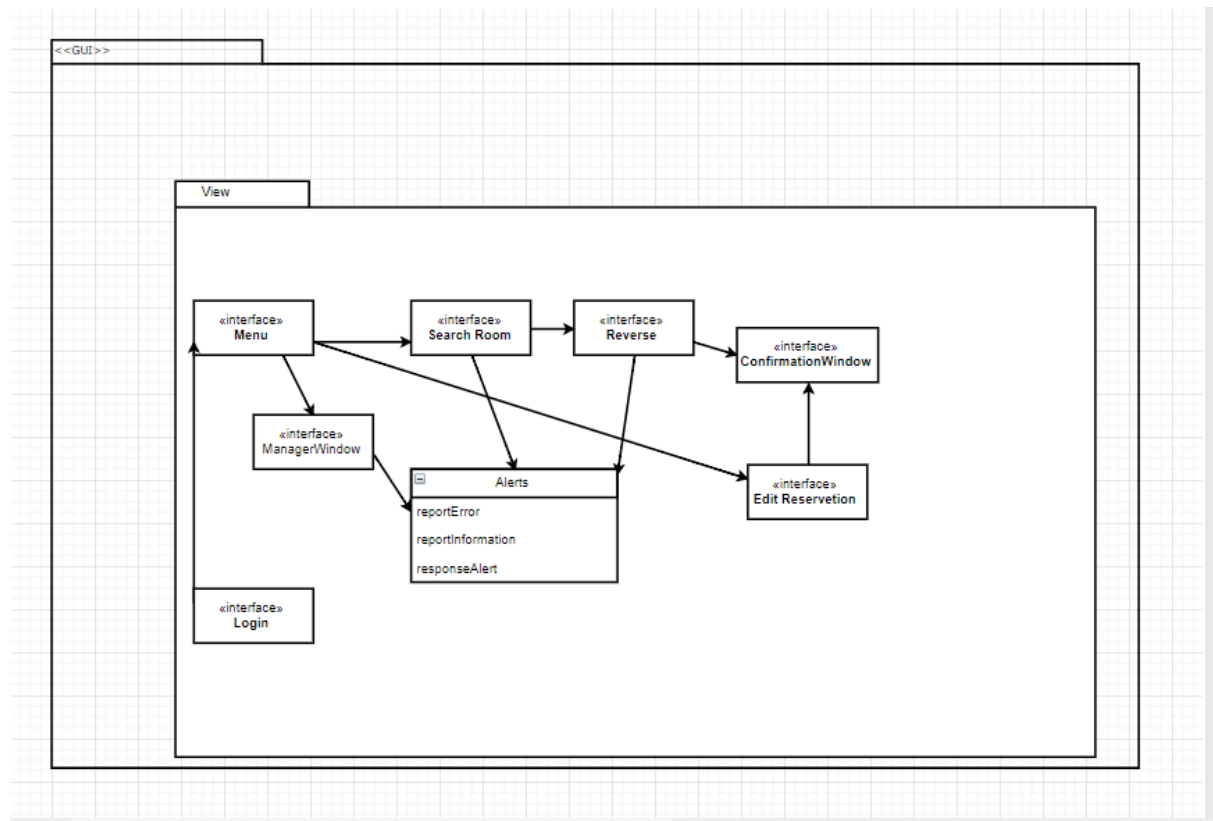 <<GUI>>
View
«interface»
Menu
«interface»
Search Room
«interface»
Reverse
«interface»
ConfirmationWindow
«interface»
ManagerWindow
Alerts
reportError
reportInformation
responseAlert
«interface»
Edit Reservetion
«interface»
Login